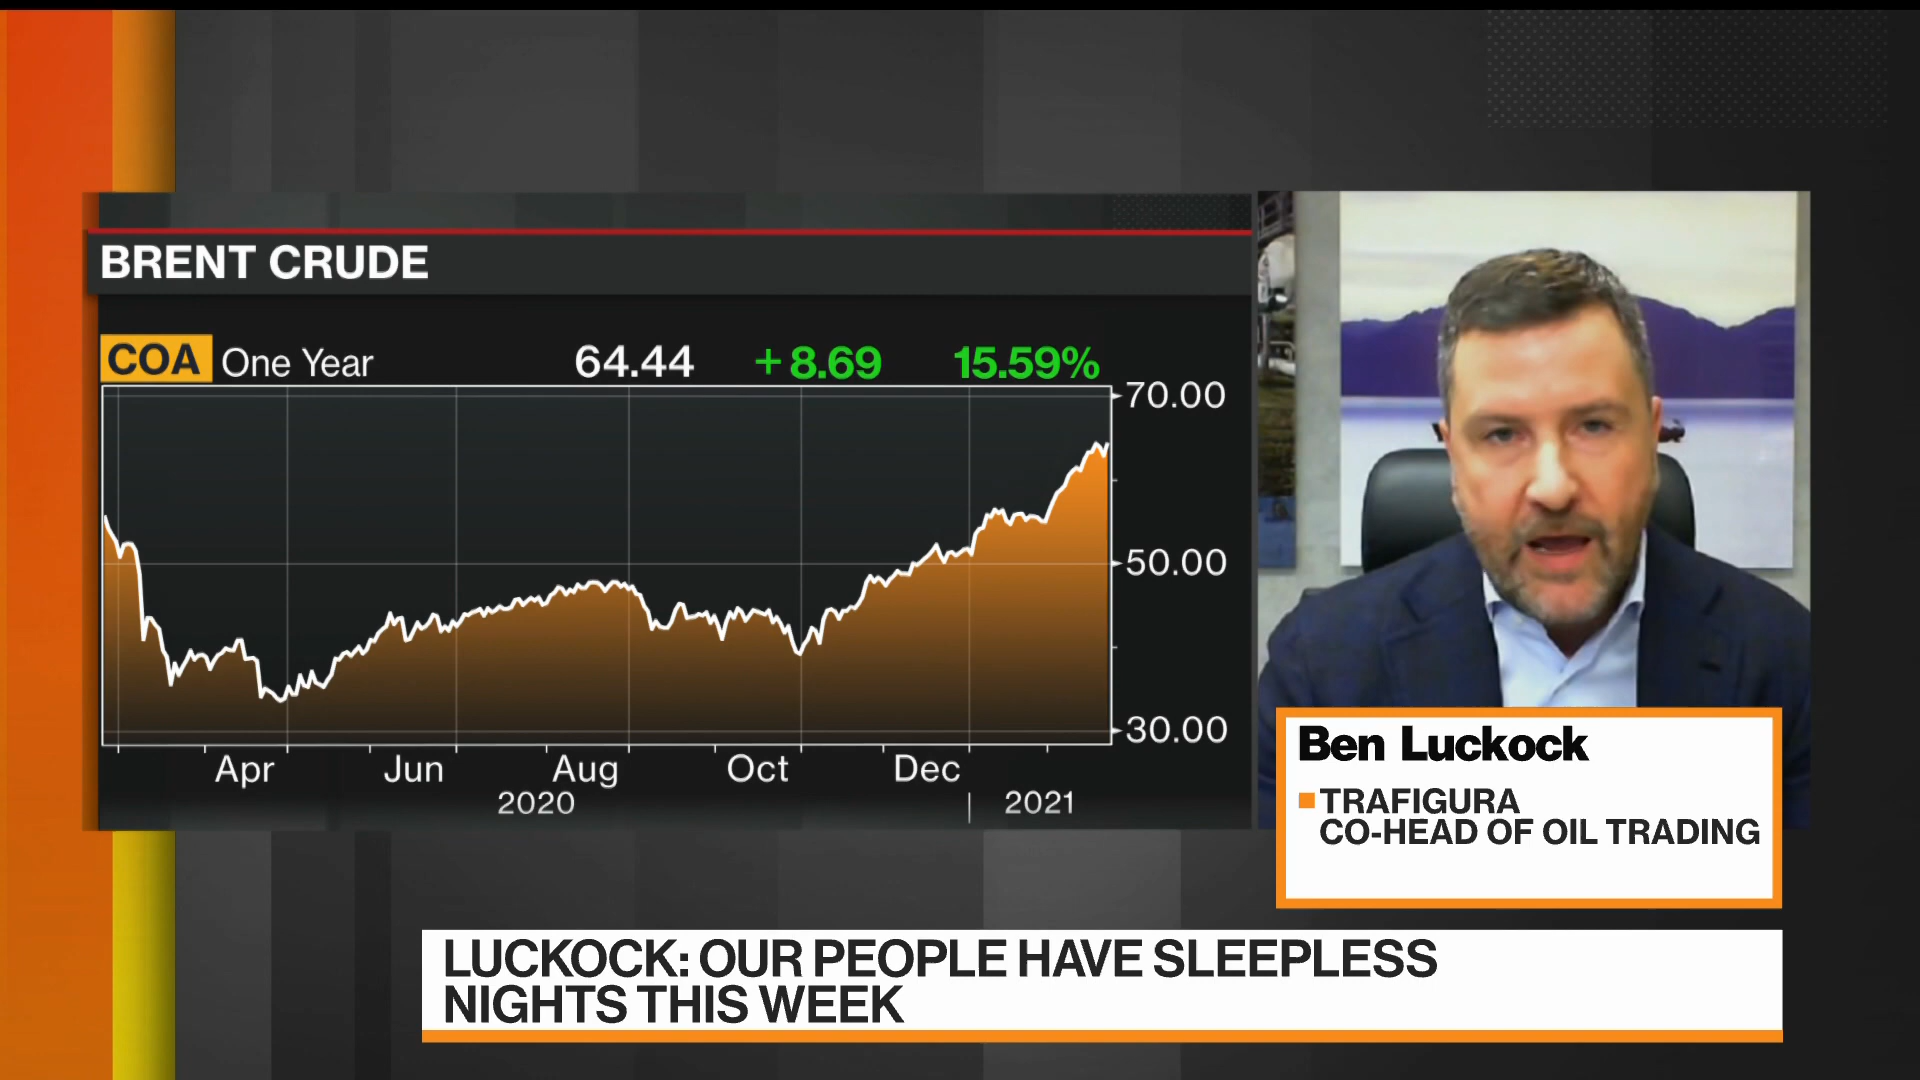 BRENT CRUDE
COA One Year 64.44 +8.69 15.59%
70.00
50.00
30.00
Apr Jun Aug Oct Dec
2020 2021
Ben Luckock
TRAFIGURA
CO-HEAD OF OIL TRADING
LUCKOCK: OUR PEOPLE HAVE SLEEPLESS
NIGHTS THIS WEEK